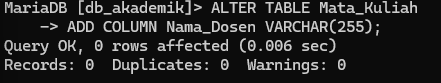 MariaDB [db_akademik]> ALTER TABLE Mata_Kuliah
    -> ADD COLUMN Nama_Dosen VARCHAR(255);
Query OK, 0 rows affected (0.006 sec)
Records: 0  Duplicates: 0  Warnings: 0